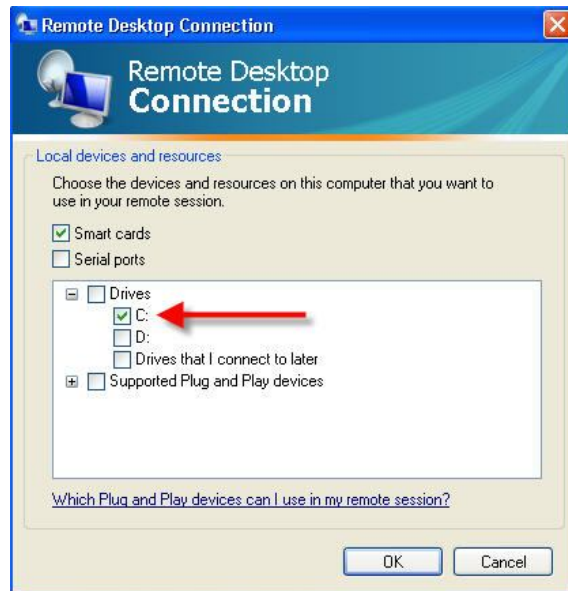 Remote Desktop Connection
Remote Desktop
Connection
Local devices and resources
Choose the devices and resources on this computer that you want to
use in your remote session.
Smart cards
Serial ports
Drives
C:
D:
Drives that I connect to later
Supported Plug and Play devices
Which Plug and Play devices can I use in my remote session?
OK Cancel